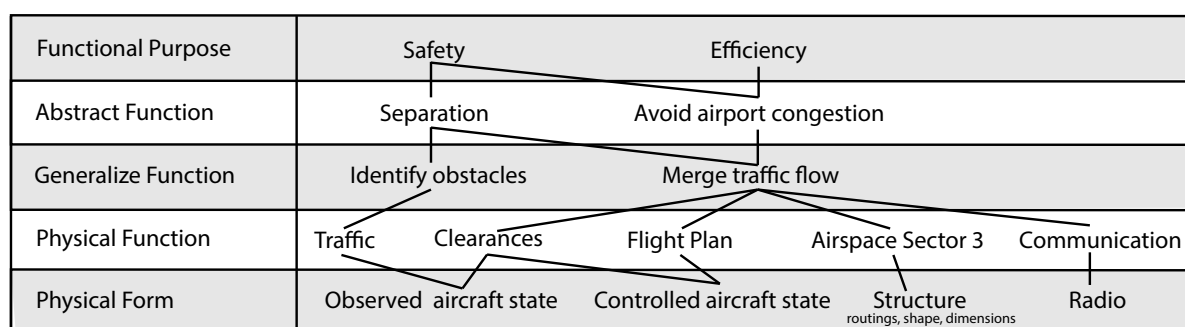 Functional Purpose Safety Efficiency
Abstract Function Separation Avoid airport congestion
Generalize Function Identify obstacles Merge traffic flow
Physical Function Traffic Clearances Flight Plan Airspace Sector 3 Communication
Physical Form Observed aircraft state Controlled aircraft state Structure Radio
routings, shape, dimensions